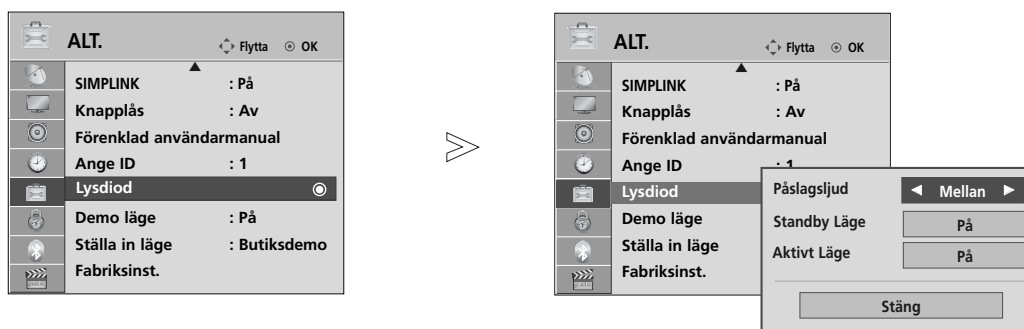 ALT. Flytta OK
SIMPLINK : På
Knapplås : Av
Förenklad användarmanual
Ange ID : 1
Lysdiod
Demo läge : På
Ställa in läge : Butiksdemo
Fabriksinst.
ALT. Flytta OK
SIMPLINK : På
Knapplås : Av
Förenklad användarmanual
Ange ID : 1
Lysdiod
Demo läge
Ställa in läge
Fabriksinst.
Påslagsljud Mellan
Standby Läge På
Aktivt Läge På
Stäng